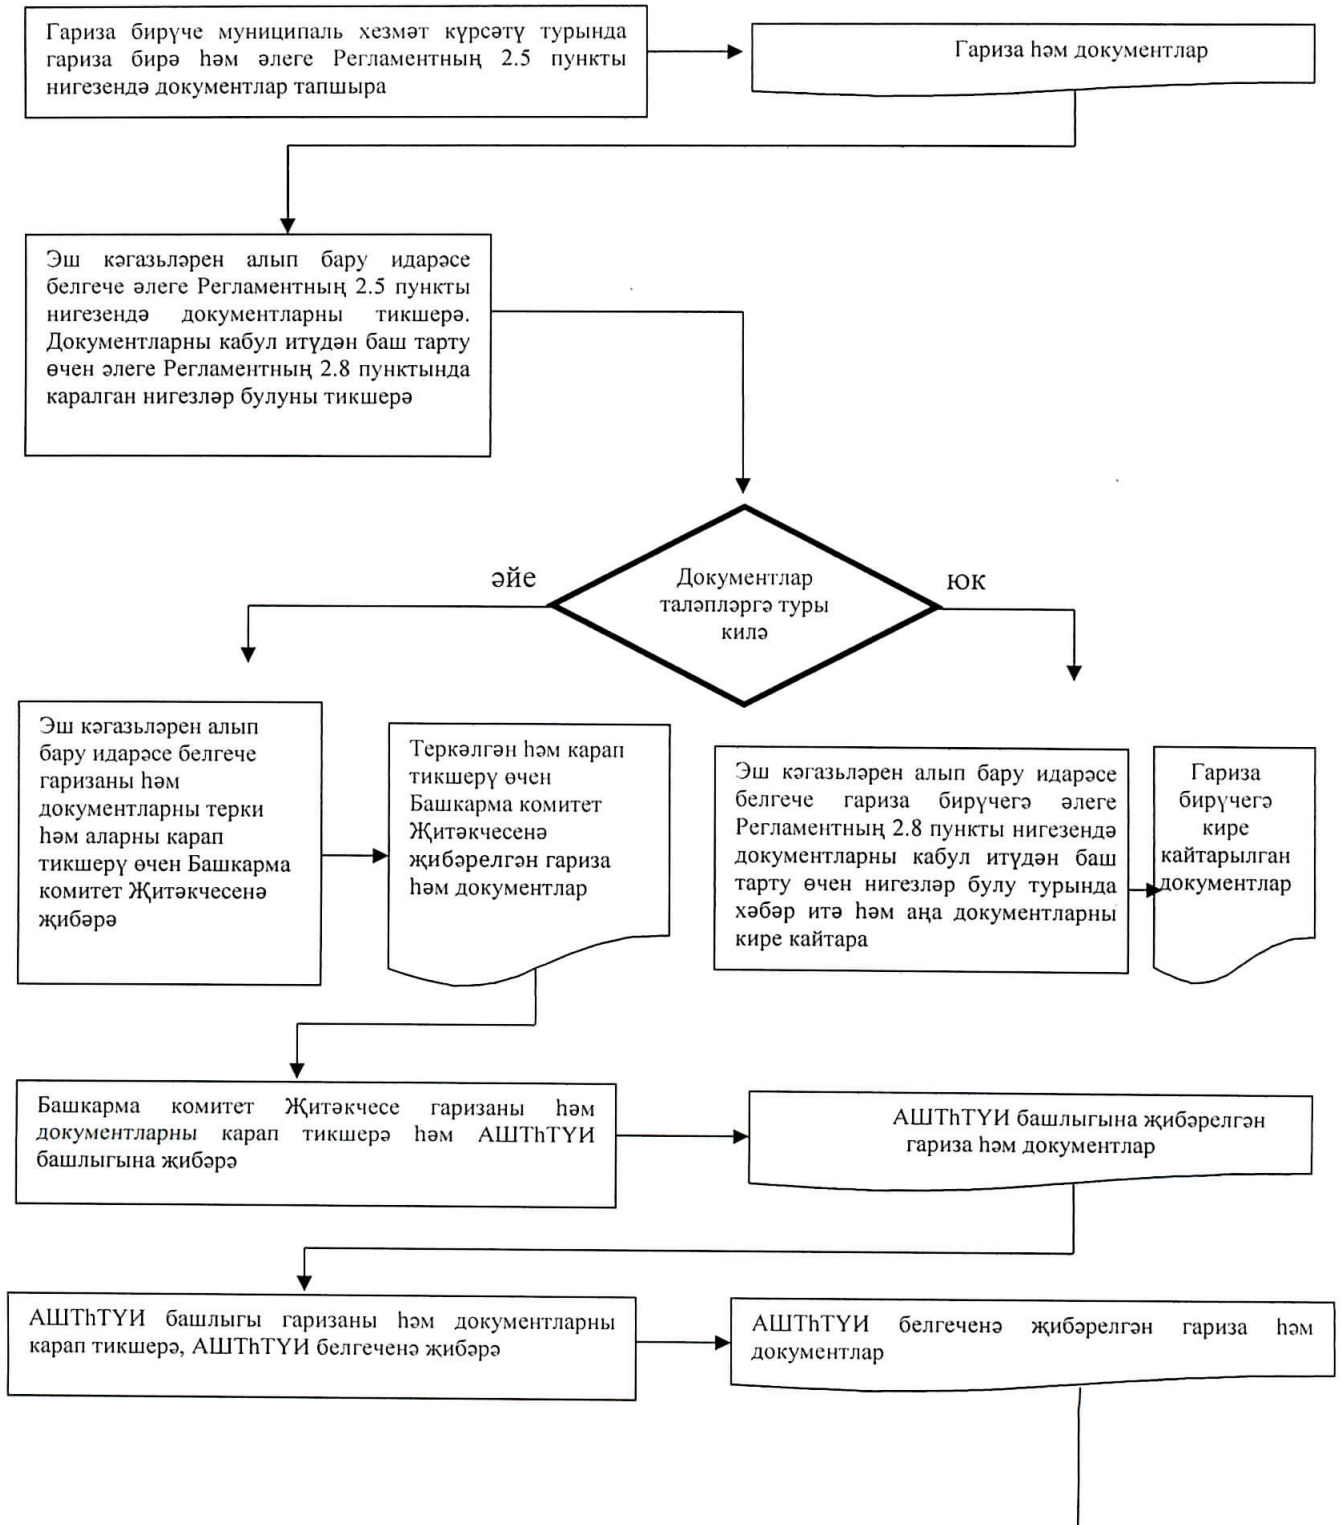 Гариза бирүче муниципаль хезмәт күрсәтү турында
гариза бирә һәм әлеге Регламентның 2.5 пункты
нигезендә документлар тапшыра
Гариза һәм документлар
Эш кәгазьләрен алып бару идарәсе
белгече әлеге Регламентның 2.5 пункты
нигезендә документларны тикшерә.
Документларны кабул итүдән баш тарту
өчен әлеге Регламентның 2.8 пунктында
каралган нигезләр булуны тикшерә
әйе
Документлар
таләпләргә туры
килә
юк
Эш кәгазьләрен алып
бару идарәсе белгече
гаризаны һәм
документларны терки
һәм аларны карап
тикшерү өчен Башкарма
комитет Җитәкчесенә
җибәрә
Теркәлгән һәм карап
тикшерү өчен
Башкарма комитет
Җитәкчесенә
җибәрелгән гариза
һәм документлар
Эш кәгазьләрен алып бару идарәсе
белгече гариза бирүчегә әлеге
Регламентның 2.8 пункты нигезендә
документларны кабул итүдән баш
тарту өчен нигезләр булу турында
хәбәр итә һәм аңа документларны
кире кайтара
Гариза
бирүчегә
кире
кайтарылган
документлар
Башкарма комитет Җитәкчесе гаризаны һәм
документларны карап тикшерә һәм АШТһТҮИ
башлыгына җибәрә
АШТһТҮИ башлыгына җибәрелгән
гариза һәм документлар
АШТһТҮИ башлыгы гаризаны һәм документларны
карап тикшерә, АШТһТҮИ белгеченә җибәрә
АШТһТҮИ белгеченә җибәрелгән гариза һәм
документлар